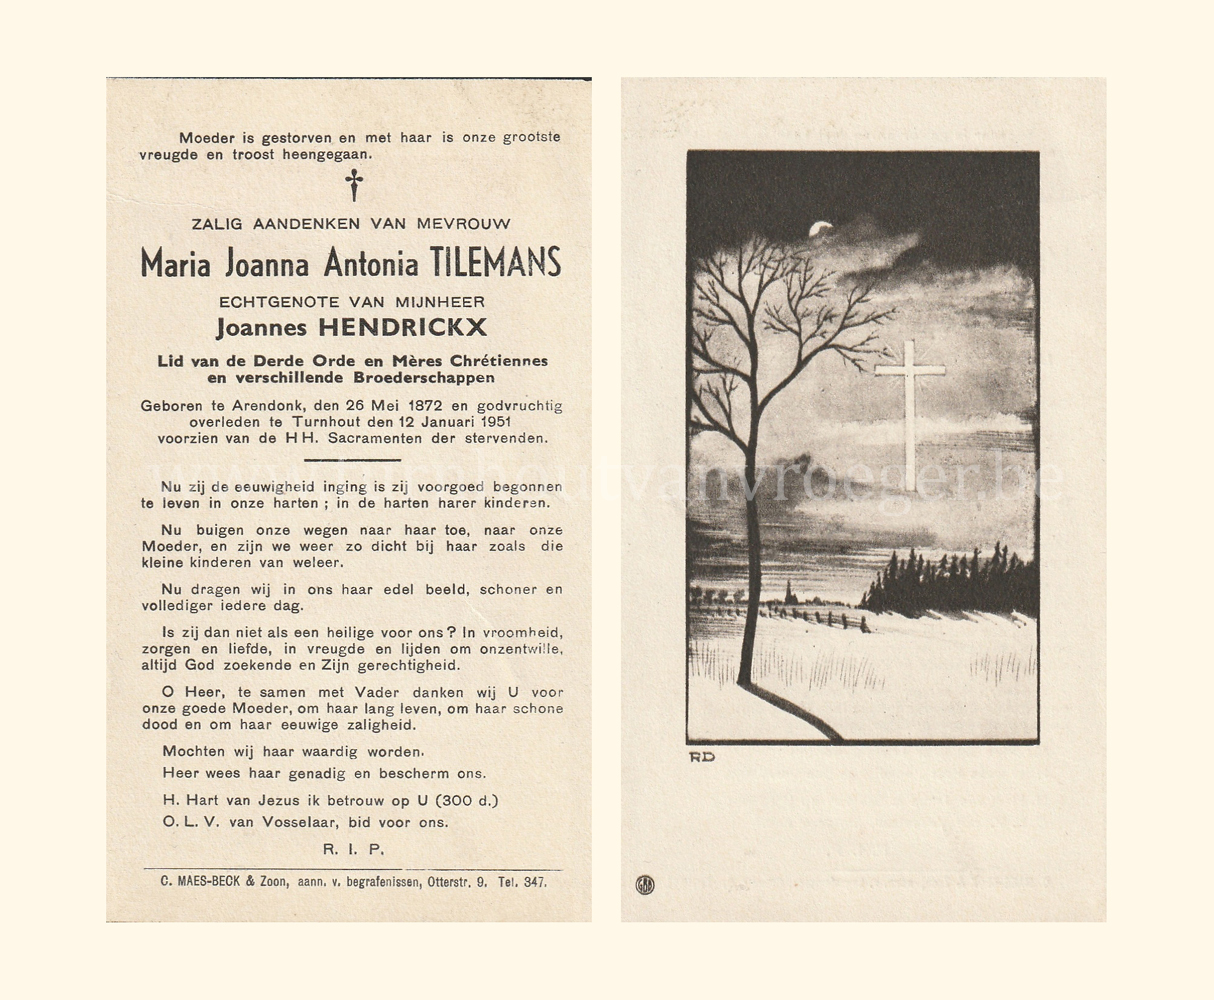 Moeder is gestorven en met haar is onze grootste
vreugde en troost heengegaan.
ZALIG AANDENKEN VAN MEVROUW
Maria Joanna Antonia TILEMANS
ECHTGENOTE VAN MIJNHEER
Joannes HENDRICKX
Lid van de Derde Orde en Mères Chrétiennes
en verschillende Broederschappen
Geboren te Arendonk, den 26 Mei 1872 en godvruchtig
overleden te Turnhout den 12 Januari 1951
voorzien van de HH. Sacramenten der stervenden.
www.turnhoutvanvroeger.be
Nu zij de eeuwigheid inging is zij voorgoed begonnen
te leven in onze harten ; in de harten harer kinderen.
Nu buigen onze wegen naar haar toe, naar onze
Moeder, en zijn we weer zo dicht bij haar zoals die
kleine kinderen van weleer.
Nu dragen wij in ons haar edel beeld, schoner en
vollediger iedere dag.
Is zij dan niet als een heilige voor ons? In vroomheid,
zorgen en liefde, in vreugde en lijden om onzentwille,
altijd God zoekende en Zijn gerechtigheid.
O Heer, te samen met Vader danken wij U voor
onze goede Moeder, om haar lang leven, om haar schone
dood en om haar eeuwige zaligheid.
Mochten wij haar waardig worden.
Heer wees haar genadig en bescherm ons.
H. Hart van Jezus ik betrouw op U (300 d.)
O. L. V. van Vosselaar, bid voor ons.
R. I. P.
C. MAES-BECK & Zoon, aann. v. begrafenissen, Otterstr. 9. Tel. 347.
RD
GBB